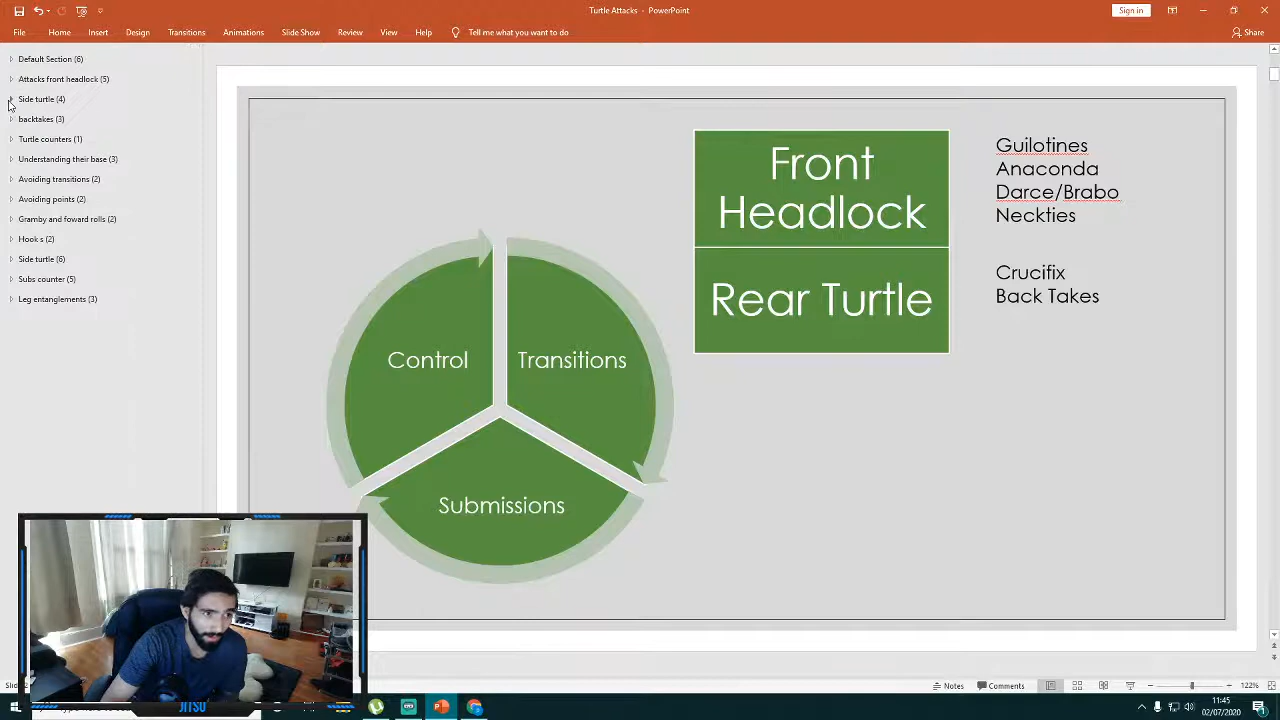 Turtle Attacks - PowerPoint
Sign in
File Home Insert Design Transitions Animations Slide Show Review View Help Tell me what you want to do Share
Default Section (6)
Attacks front headlock (5)
Side turtle (4)
backtakes (3)
Turtle counters (1)
Understanding their base (3)
Avoiding transitions (2)
Avoiding points (2)
Gramby and foward rolls (2)
Hook s (2)
Side turtle (6)
Subs counter (5)
Leg entanglements (3)
Front
Headlock
Rear Turtle
Guilotines
Anaconda
Darce/Brabo
Neckties
Crucifix
Back Takes
Control
Transitions
Submissions
Notes Comments 122%
JITSU
11:45
02/07/2020